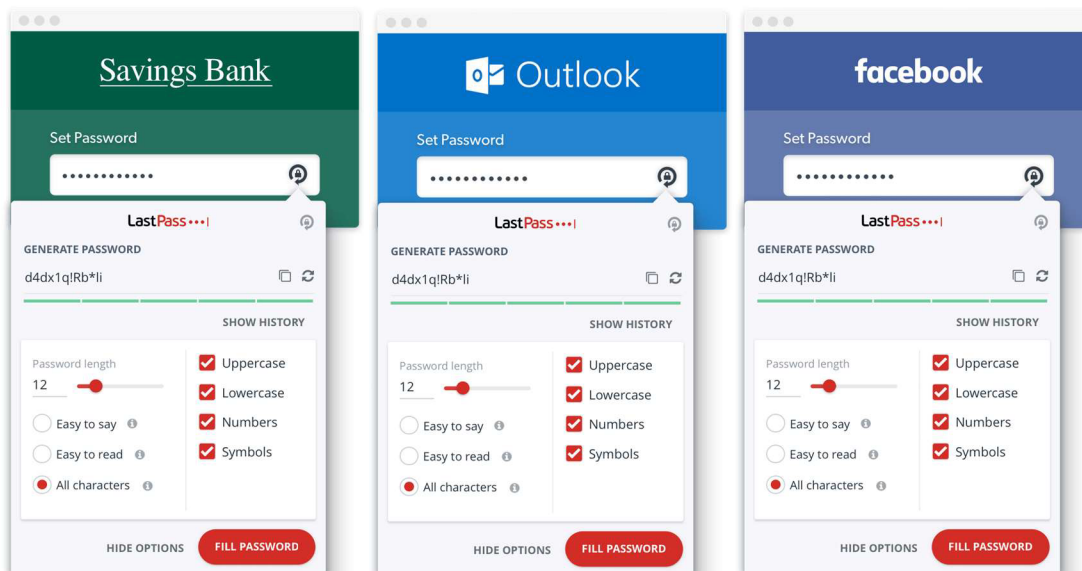 Savings Bank
Set Password
••••••••••••
LastPass•••|
GENERATE PASSWORD
d4dx1q!Rb*li
SHOW HISTORY
Password length
12
Easy to say
Easy to read
All characters
Uppercase
Lowercase
Numbers
Symbols
HIDE OPTIONS
FILL PASSWORD
Outlook
Set Password
••••••••••••
LastPass•••|
GENERATE PASSWORD
d4dx1q!Rb*li
SHOW HISTORY
Password length
12
Easy to say
Easy to read
All characters
Uppercase
Lowercase
Numbers
Symbols
HIDE OPTIONS
FILL PASSWORD
facebook
Set Password
••••••••••••
LastPass•••|
GENERATE PASSWORD
d4dx1q!Rb*li
SHOW HISTORY
Password length
12
Easy to say
Easy to read
All characters
Uppercase
Lowercase
Numbers
Symbols
HIDE OPTIONS
FILL PASSWORD